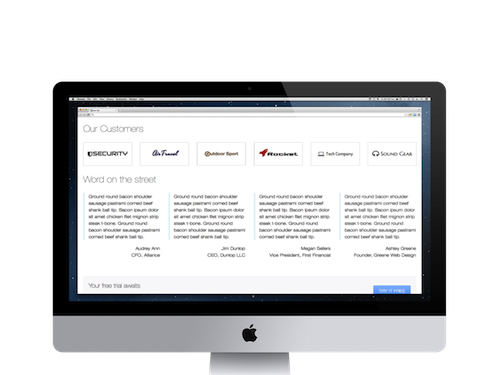 Our Customers
SECURITY
Air Travel
Outdoor Sport
Rocket
Tech Company
SOUND GEAR
Word on the street
Ground round bacon shoulder
sausage pastrami corned beef
shank ball tip. Bacon ipsum dolor
sit amet chicken filet mignon strip
steak t-bone. Ground round
bacon shoulder sausage pastrami
corned beef shank ball tip.
Audrey Ann
CFO, Alliance
Ground round bacon shoulder
sausage pastrami corned beef
shank ball tip. Bacon ipsum dolor
sit amet chicken filet mignon strip
steak t-bone. Ground round
bacon shoulder sausage pastrami
corned beef shank ball tip.
Jim Dunlop
CEO, Dunlop LLC
Ground round bacon shoulder
sausage pastrami corned beef
shank ball tip. Bacon ipsum dolor
sit amet chicken filet mignon strip
steak t-bone. Ground round
bacon shoulder sausage pastrami
corned beef shank ball tip.
Megan Sellers
Vice President, First Financial
Ground round bacon shoulder
sausage pastrami corned beef
shank ball tip. Bacon ipsum dolor
sit amet chicken filet mignon strip
steak t-bone. Ground round
bacon shoulder sausage pastrami
corned beef shank ball tip.
Ashley Greene
Founder, Greene Web Design
Your free trial awaits